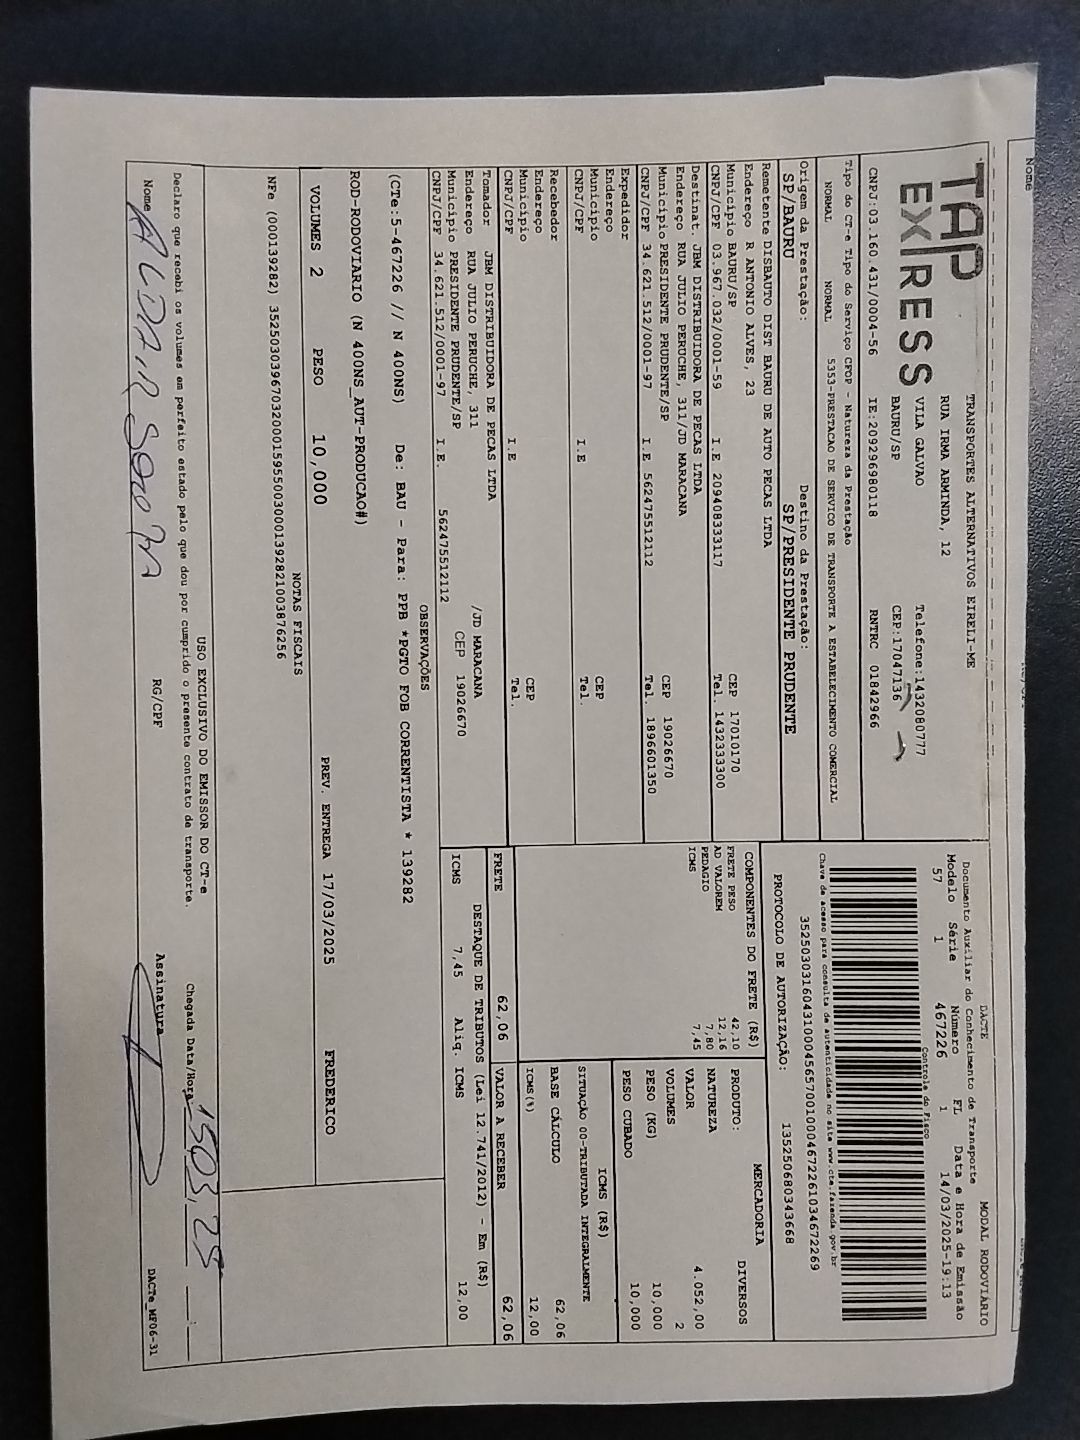 Nome
TAP
EXPRESS
TRANSPORTES ALTERNATIVOS EIRELI-ME
RUA IRMA ARMINDA, 12
VILA GALVAO Telefone:1432080777
BAURU/SP CEP:17047136
CNPJ:03.160.431/0004-56 IE:209296980118 RNTRC 01842966
DACTE MODAL RODOVIÁRIO
Documento Auxiliar do Conhecimento de Transporte
Modelo Série Número FL Data e Hora de Emissão
57 1 467226 1 14/03/2025-19:13
Controle do Fisco
Chave de acesso para consulta de autenticidade no site www.cte.fazenda.gov.br
35250303160431000456570010004672261034672269
PROTOCOLO DE AUTORIZAÇÃO: 135250680343668
Tipo do CT-e Tipo do Serviço CFOP - Natureza da Prestação
NORMAL NORMAL 5353-PRESTACAO DE SERVICO DE TRANSPORTE A ESTABELECIMENTO COMERCIAL
Origem da Prestação: Destino da Prestação:
SP/BAURU SP/PRESIDENTE PRUDENTE
Remetente DISBAUTO DIST BAURU DE AUTO PECAS LTDA
Endereço R ANTONIO ALVES, 23
Município BAURU/SP CEP 17010170
CNPJ/CPF 03.967.032/0001-59 I.E 209408333117 Tel. 1432333300
Destinat. JBM DISTRIBUIDORA DE PECAS LTDA
Endereço RUA JULIO PERUCHE, 311/JD MARACANA
Município PRESIDENTE PRUDENTE/SP CEP 19026670
CNPJ/CPF 34.621.512/0001-97 I.E 562475512112 Tel. 1896601350
Expedidor
Endereço
Município CEP
CNPJ/CPF I.E Tel.
Recebedor
Endereço
Município CEP
CNPJ/CPF I.E Tel.
Tomador JBM DISTRIBUIDORA DE PECAS LTDA
Endereço RUA JULIO PERUCHE, 311 /JD MARACANA
Município PRESIDENTE PRUDENTE/SP CEP 19026670
CNPJ/CPF 34.621.512/0001-97 I.E. 562475512112
COMPONENTES DO FRETE (R$)
FRETE PESO 42,10
AD VALOREM 12,16
PEDAGIO 7,80
ICMS 7,45
MERCADORIA
PRODUTO: DIVERSOS
NATUREZA
VALOR 4.052,00
VOLUMES 2
PESO (KG) 10,000
PESO CUBADO 10,000
ICMS (R$)
SITUAÇÃO 00-TRIBUTADA INTEGRALMENTE
BASE CÁLCULO 62,06
ICMS(%) 12,00
FRETE 62,06 VALOR A RECEBER 62,06
DESTAQUE DE TRIBUTOS (Lei 12.741/2012) - Em (R$)
ICMS 7,45 Aliq. ICMS 12,00
OBSERVAÇÕES
(CTe:5-467226 // N 400NS) De: BAU - Para: PPB *PGTO FOB CORRENTISTA * 139282
ROD-RODOVIARIO (N 400NS_AUT-PRODUCAO#)
VOLUMES 2 PESO 10,000 PREV. ENTREGA 17/03/2025 FREDERICO
NOTAS FISCAIS
NFe (000139282) 35250303967032000159550030001392821003876256
USO EXCLUSIVO DO EMISSOR DO CT-e
Declaro que recebi os volumes em perfeito estado pelo que dou por cumprido o presente contrato de transporte. Chegada Data/Hora
Nome ALDAIR RG/CPF Assinatura
DACTe_MF06-31